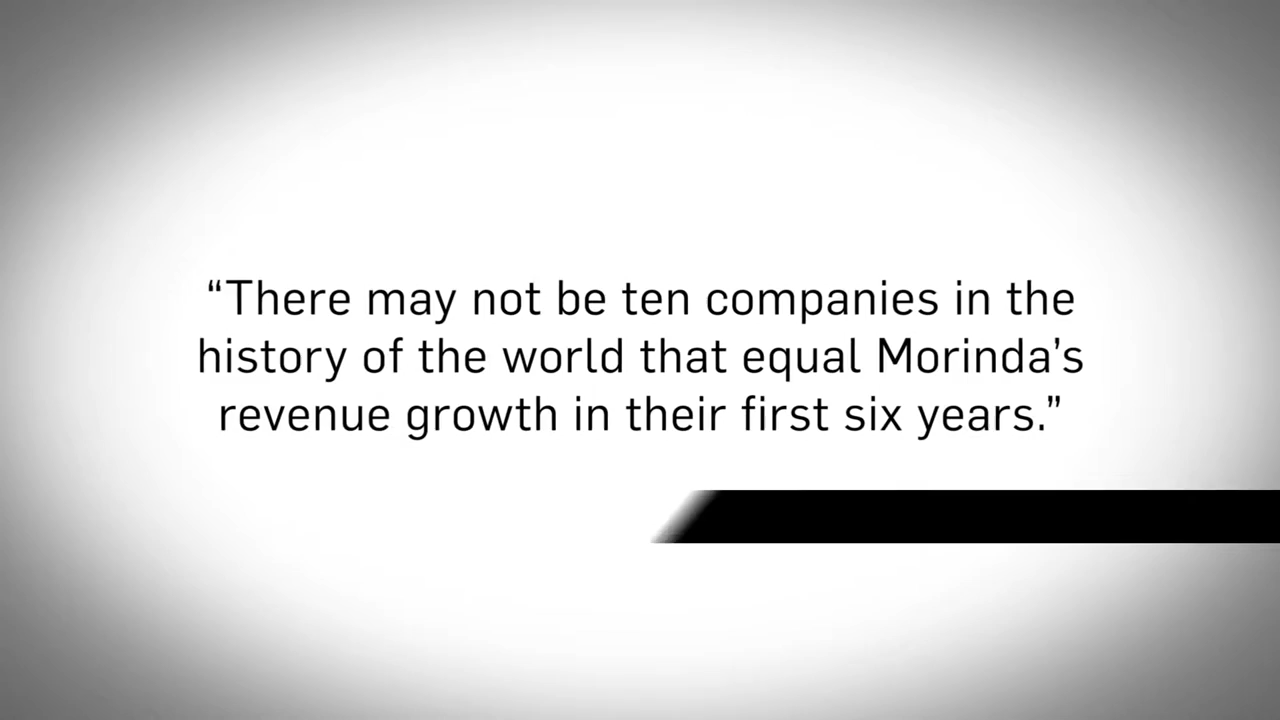 “There may not be ten companies in the
history of the world that equal Morinda’s
revenue growth in their first six years.”